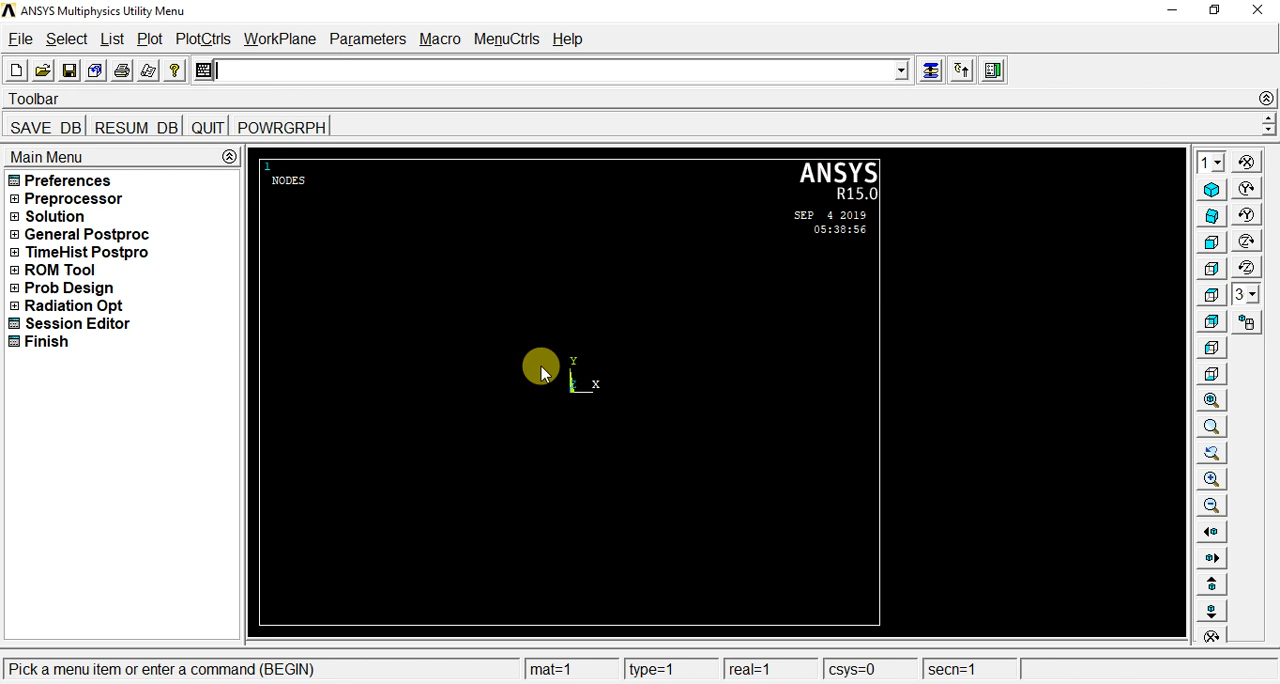 ANSYS Multiphysics Utility Menu
File Select List Plot PlotCtrls WorkPlane Parameters Macro MenuCtrls Help
Toolbar
SAVE_DB RESUM_DB QUIT POWRGRPH
Main Menu
Preferences
Preprocessor
Solution
General Postproc
TimeHist Postpro
ROM Tool
Prob Design
Radiation Opt
Session Editor
Finish
1
NODES
ANSYS
R15.0
SEP 4 2019
05:38:56
Y
Z X
1
3
Pick a menu item or enter a command (BEGIN) mat=1 type=1 real=1 csys=0 secn=1